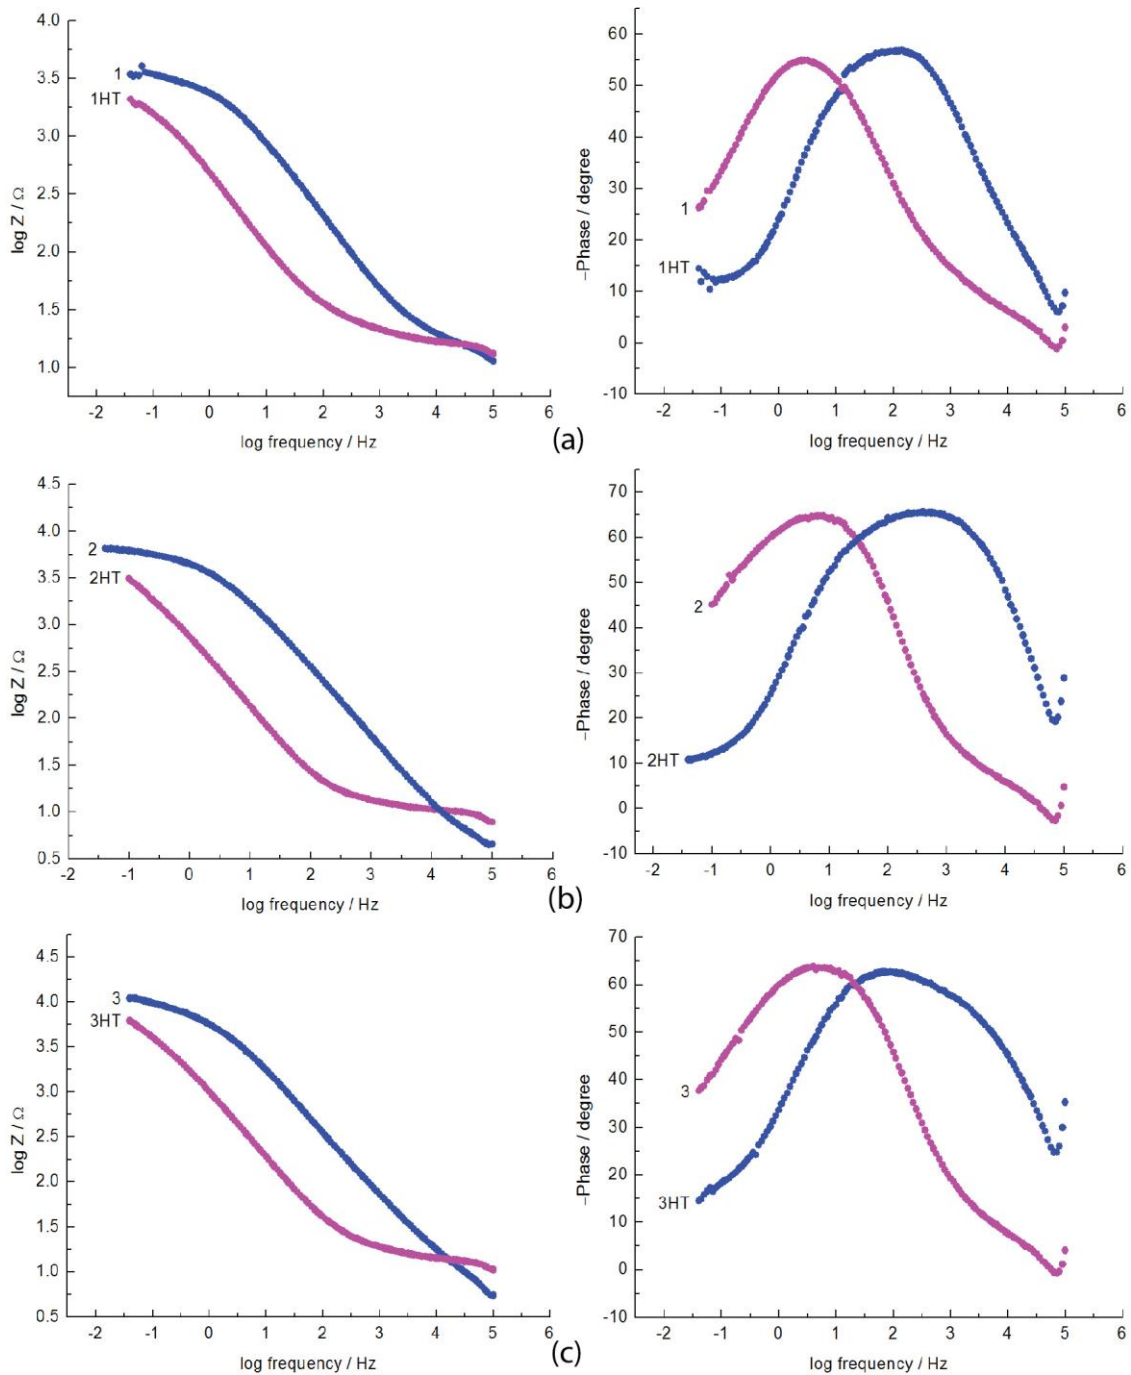 4.0
3.5
3.0
2.5
2.0
1.5
1.0
log Z / Ω
1
1HT
-2 -1 0 1 2 3 4 5 6
log frequency / Hz
60
50
40
30
20
10
0
-10
−Phase / degree
1
1HT
-2 -1 0 1 2 3 4 5 6
log frequency / Hz
(a)
4.5
4.0
3.5
3.0
2.5
2.0
1.5
1.0
0.5
log Z / Ω
2
2HT
-2 -1 0 1 2 3 4 5 6
log frequency / Hz
70
60
50
40
30
20
10
0
-10
−Phase / degree
2
2HT
-2 -1 0 1 2 3 4 5 6
log frequency / Hz
(b)
4.5
4.0
3.5
3.0
2.5
2.0
1.5
1.0
0.5
log Z / Ω
3
3HT
-2 -1 0 1 2 3 4 5 6
log frequency / Hz
70
60
50
40
30
20
10
0
-10
−Phase / degree
3
3HT
-2 -1 0 1 2 3 4 5 6
log frequency / Hz
(c)